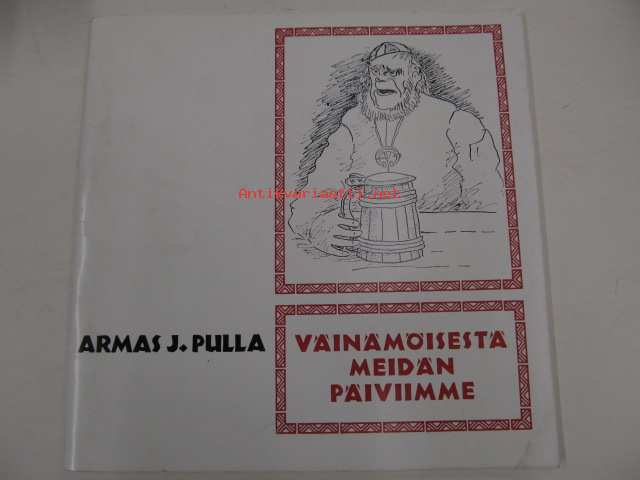 Antikvariaatti.net
ARMAS J. PULLA
VÄINÄMÖISESTÄ
MEIDÄN
PÄIVIIMME